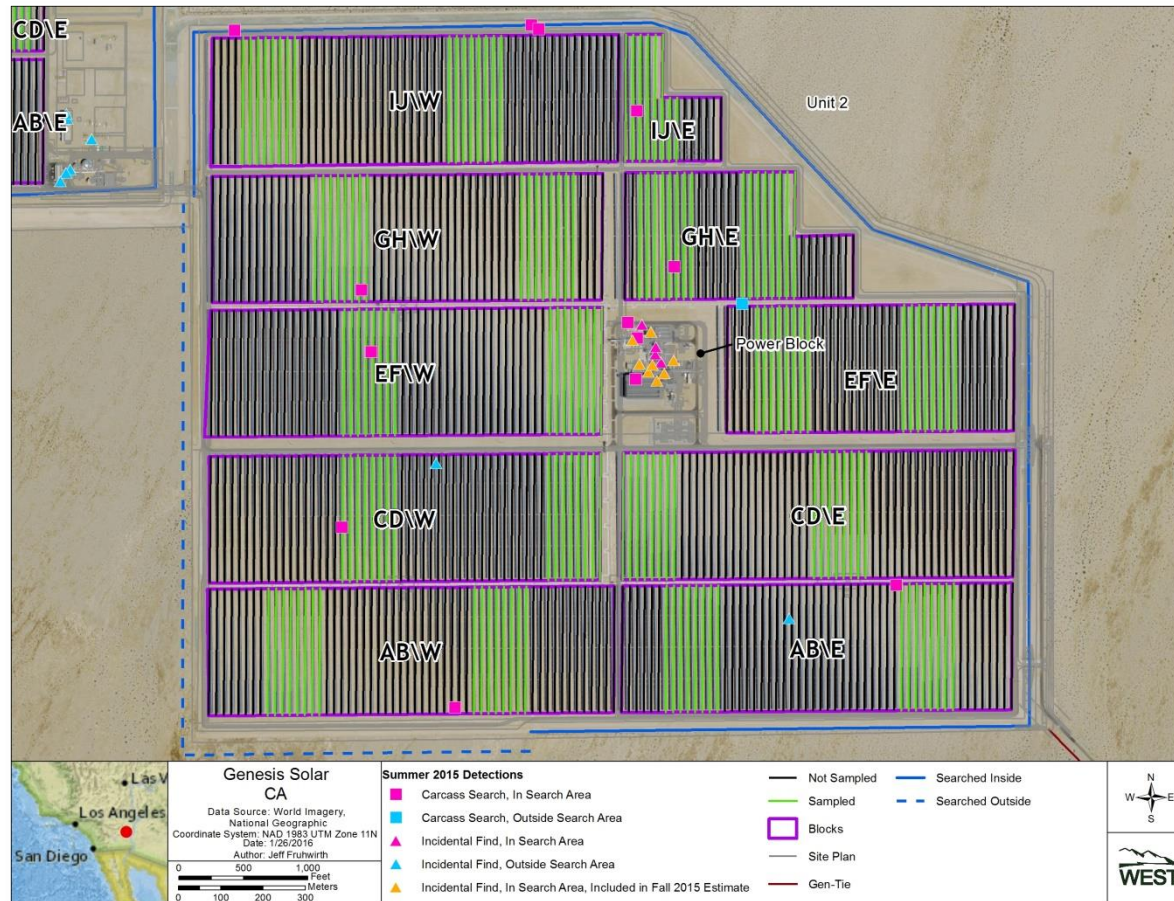 CD\E
AB\E
Unit 2
IJ\W
IJ\E
GH\W
GH\E
Power Block
EF\W
EF\E
CD\W
CD\E
AB\W
AB\E
Las V
Los Angeles
San Diego
Genesis Solar
CA
Data Source: World Imagery,
National Geographic
Coordinate System: NAD 1983 UTM Zone 11N
Date: 1/26/2016
Author: Jeff Fruhwirth
0 500 1,000
Feet
Meters
0 100 200 300
Summer 2015 Detections
Carcass Search, In Search Area
Carcass Search, Outside Search Area
Incidental Find, In Search Area
Incidental Find, Outside Search Area
Incidental Find, In Search Area, Included in Fall 2015 Estimate
Not Sampled
Sampled
Blocks
Site Plan
Gen-Tie
Searched Inside
Searched Outside
N
W E
S
WEST